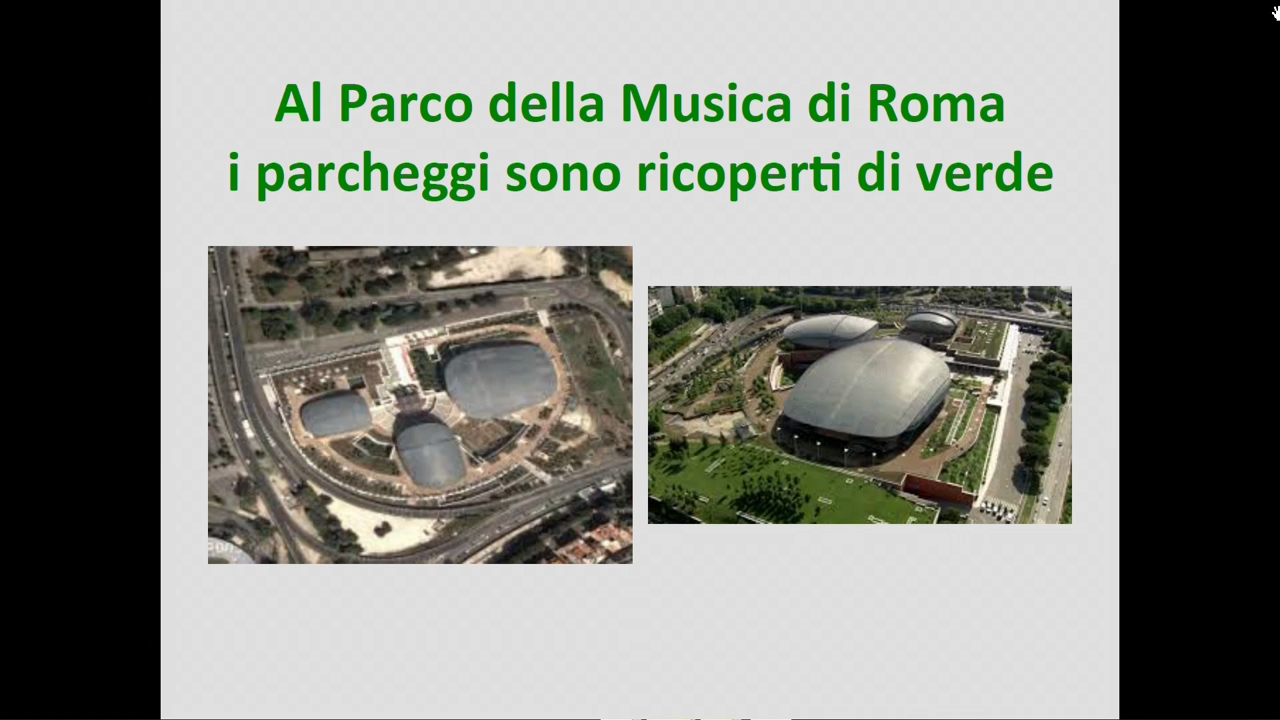 Al Parco della Musica di Roma
i parcheggi sono ricoperti di verde